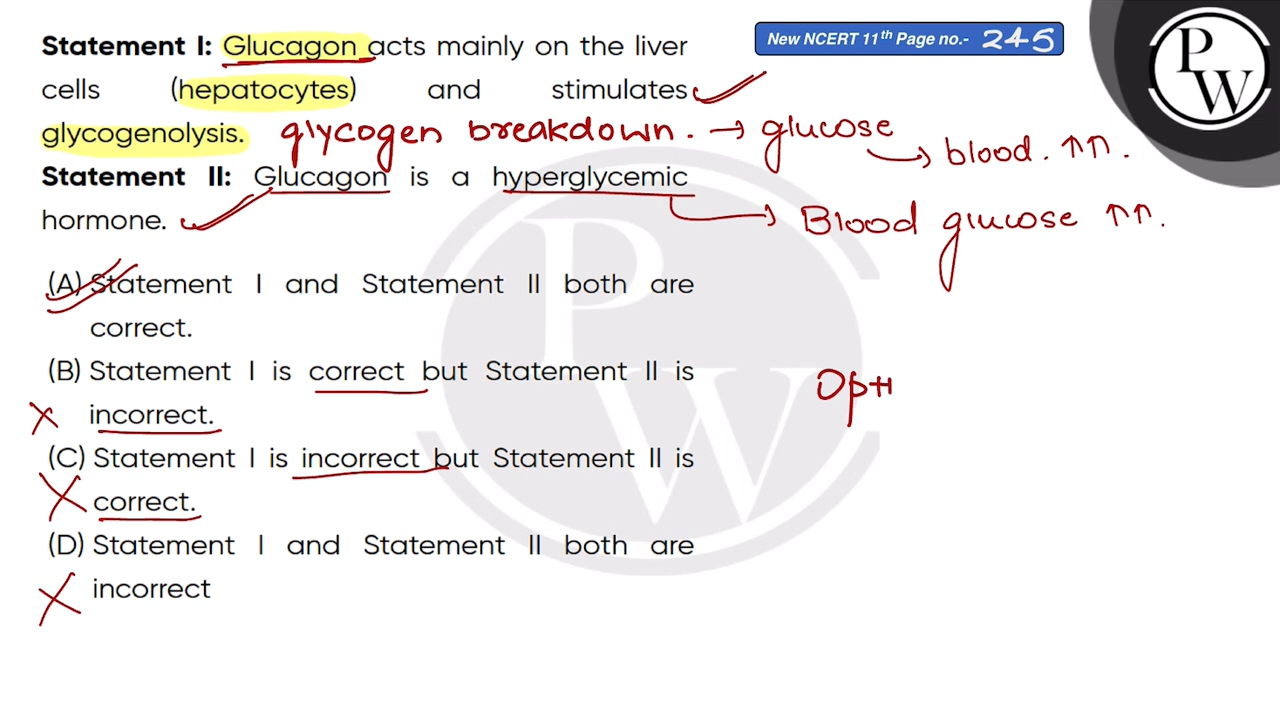 Statement I: Glucagon acts mainly on the liver
cells (hepatocytes) and stimulates
glycogenolysis. glycogen breakdown. → glucose
→ blood. ↑↑.
Statement II: Glucagon is a hyperglycemic
hormone. → Blood glucose ↑↑.
(A) Statement I and Statement II both are
correct.
(B) Statement I is correct but Statement II is
incorrect.
(C) Statement I is incorrect but Statement II is
correct.
(D) Statement I and Statement II both are
incorrect
New NCERT 11th Page no.- 245
PW
Opt